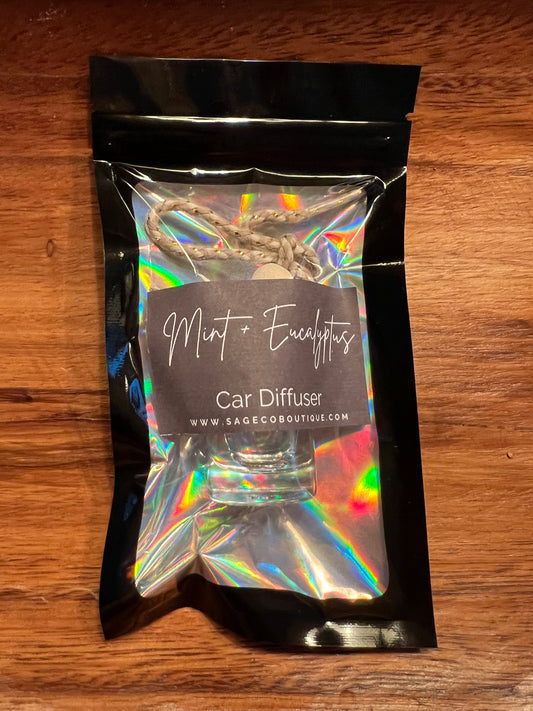 Mint + Eucalyptus
Car Diffuser
WWW.SAGECOBOUTIQUE.COM